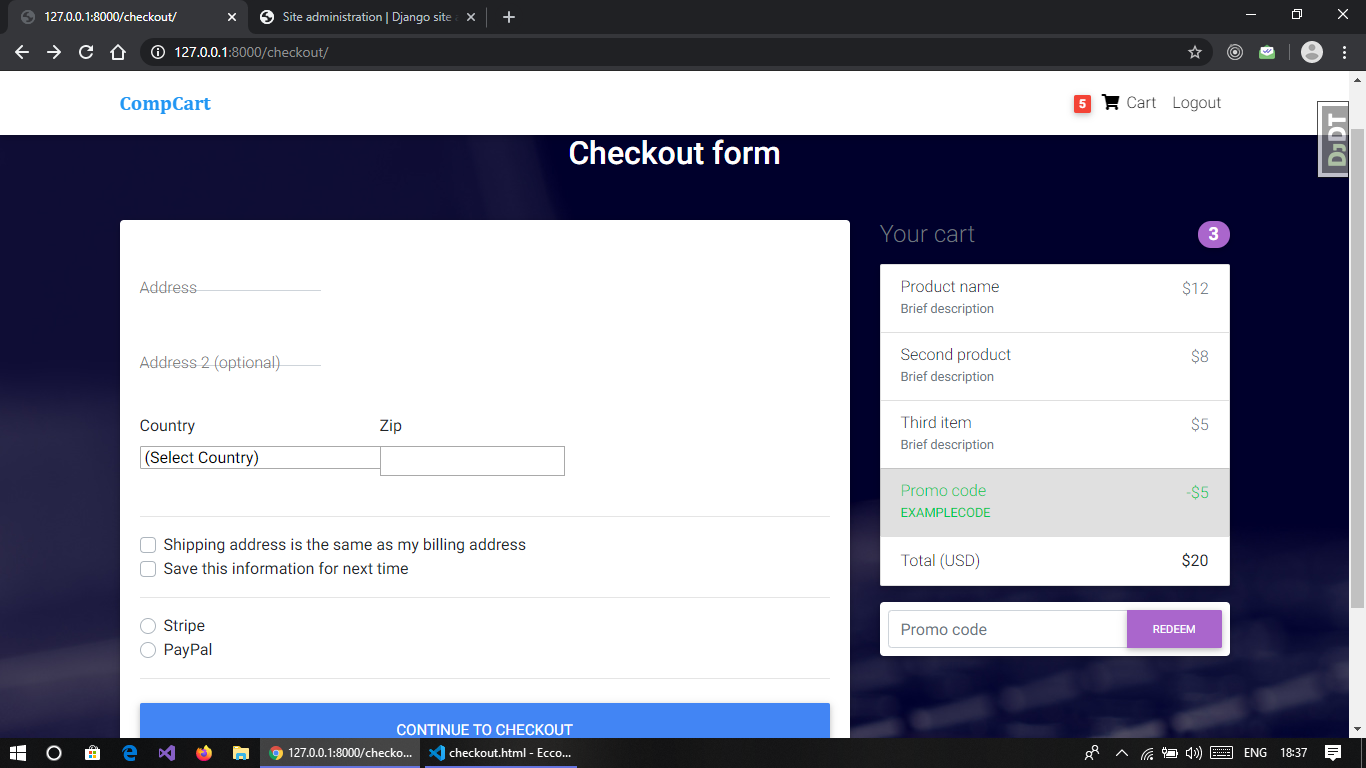 127.0.0.1:8000/checkout/
Site administration | Django site
127.0.0.1:8000/checkout/
CompCart
5 Cart Logout
DJDT
Checkout form
Address
Address 2 (optional)
Country Zip
(Select Country)
Shipping address is the same as my billing address
Save this information for next time
Stripe
PayPal
CONTINUE TO CHECKOUT
Your cart 3
Product name $12
Brief description
Second product $8
Brief description
Third item $5
Brief description
Promo code -$5
EXAMPLECODE
Total (USD) $20
Promo code REDEEM
127.0.0.1:8000/checko...
checkout.html - Ecco...
ENG 18:37